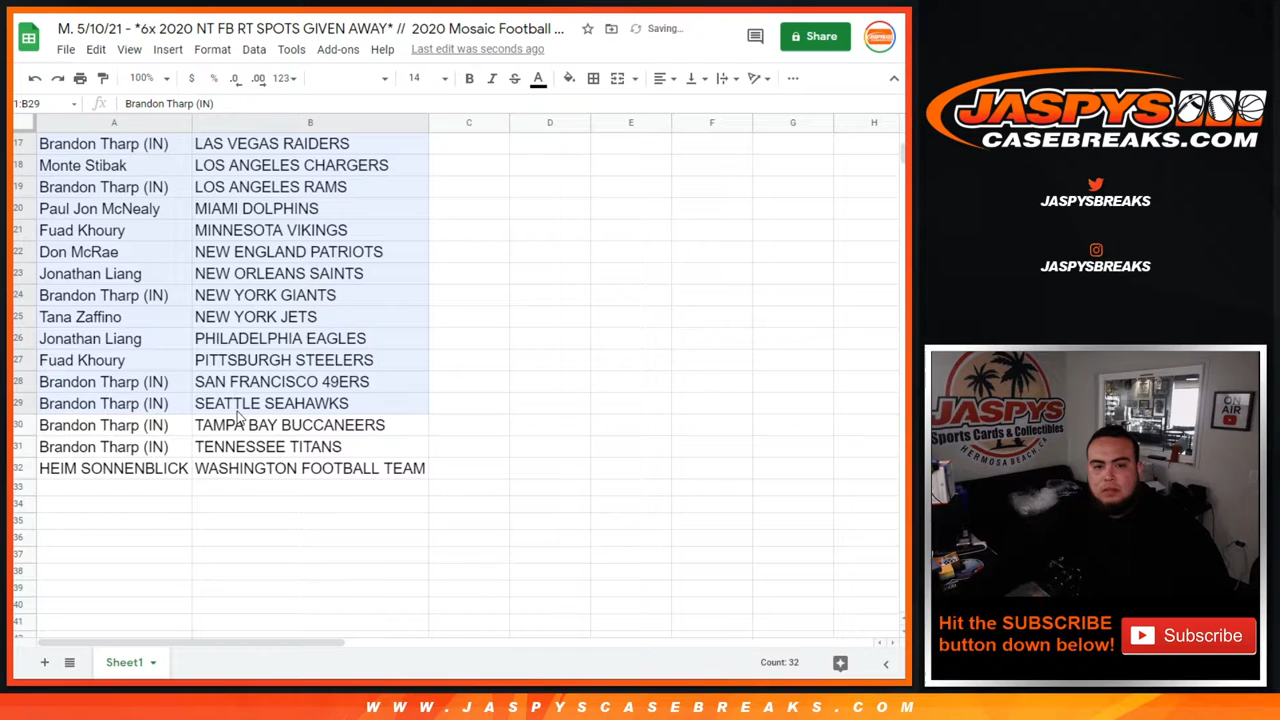 M. 5/10/21 - *6x 2020 NT FB RT SPOTS GIVEN AWAY* // 2020 Mosaic Football ...
Saving...
Share
File Edit View Insert Format Data Tools Add-ons Help Last edit was seconds ago
100% $ % .0 .00 123 14 B I S A
1:B29 fx Brandon Tharp (IN)
A B C D E F G H
17 Brandon Tharp (IN) LAS VEGAS RAIDERS
18 Monte Stibak LOS ANGELES CHARGERS
19 Brandon Tharp (IN) LOS ANGELES RAMS
20 Paul Jon McNealy MIAMI DOLPHINS
21 Fuad Khoury MINNESOTA VIKINGS
22 Don McRae NEW ENGLAND PATRIOTS
23 Jonathan Liang NEW ORLEANS SAINTS
24 Brandon Tharp (IN) NEW YORK GIANTS
25 Tana Zaffino NEW YORK JETS
26 Jonathan Liang PHILADELPHIA EAGLES
27 Fuad Khoury PITTSBURGH STEELERS
28 Brandon Tharp (IN) SAN FRANCISCO 49ERS
29 Brandon Tharp (IN) SEATTLE SEAHAWKS
30 Brandon Tharp (IN) TAMPA BAY BUCCANEERS
31 Brandon Tharp (IN) TENNESSEE TITANS
32 HEIM SONNENBLICK WASHINGTON FOOTBALL TEAM
33
34
35
36
37
38
39
40
41
Sheet1
Count: 32
JASPYS
CASEBREAKS.COM
JASPYSBREAKS
JASPYSBREAKS
JASPYS
Sports Cards & Collectibles
HERMOSA BEACH, CA
ON AIR
Hit the SUBSCRIBE
button down below!
Subscribe
WWW.JASPYSCASEBREAKS.COM